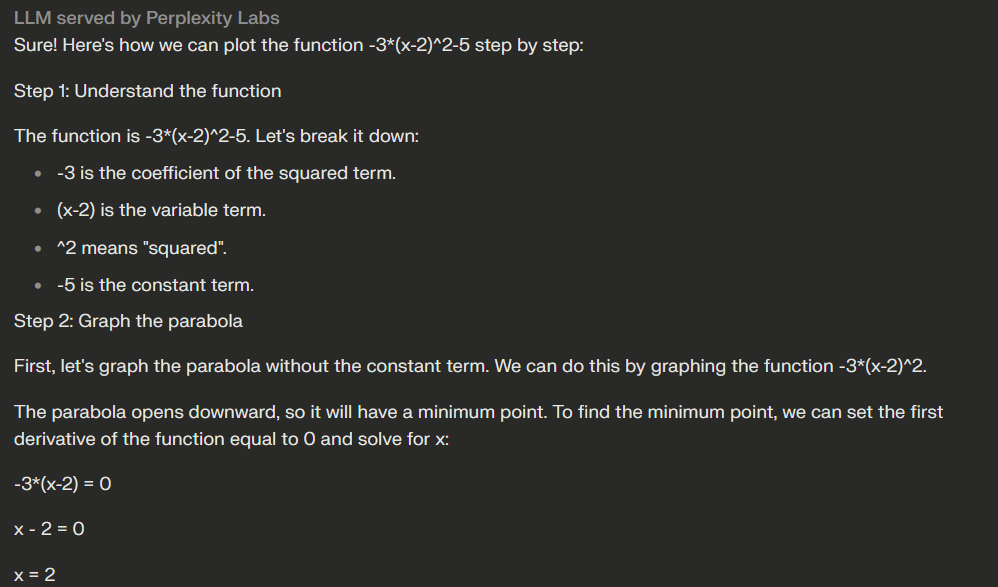 LLM served by Perplexity Labs
Sure! Here's how we can plot the function -3*(x-2)^2-5 step by step:
Step 1: Understand the function
The function is -3*(x-2)^2-5. Let's break it down:
• -3 is the coefficient of the squared term.
• (x-2) is the variable term.
• ^2 means "squared".
• -5 is the constant term.
Step 2: Graph the parabola
First, let's graph the parabola without the constant term. We can do this by graphing the function -3*(x-2)^2.
The parabola opens downward, so it will have a minimum point. To find the minimum point, we can set the first
derivative of the function equal to 0 and solve for x:
-3*(x-2) = 0
x - 2 = 0
x = 2